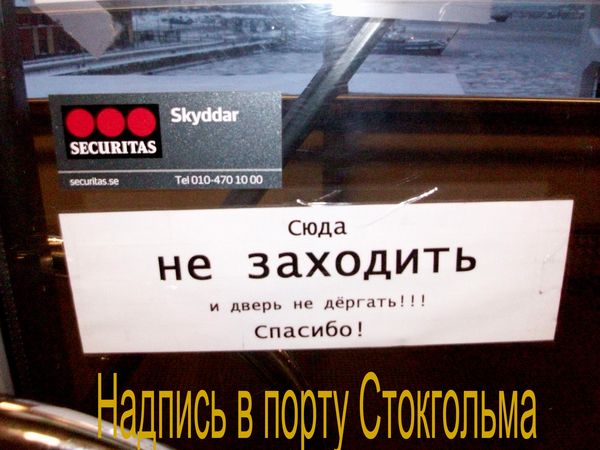 Skyddar
SECURITAS
securitas.se Tel 010-470 10 00
Сюда
не заходить
и дверь не дёргать!!!
Спасибо!
Надпись в порту Стокгольма